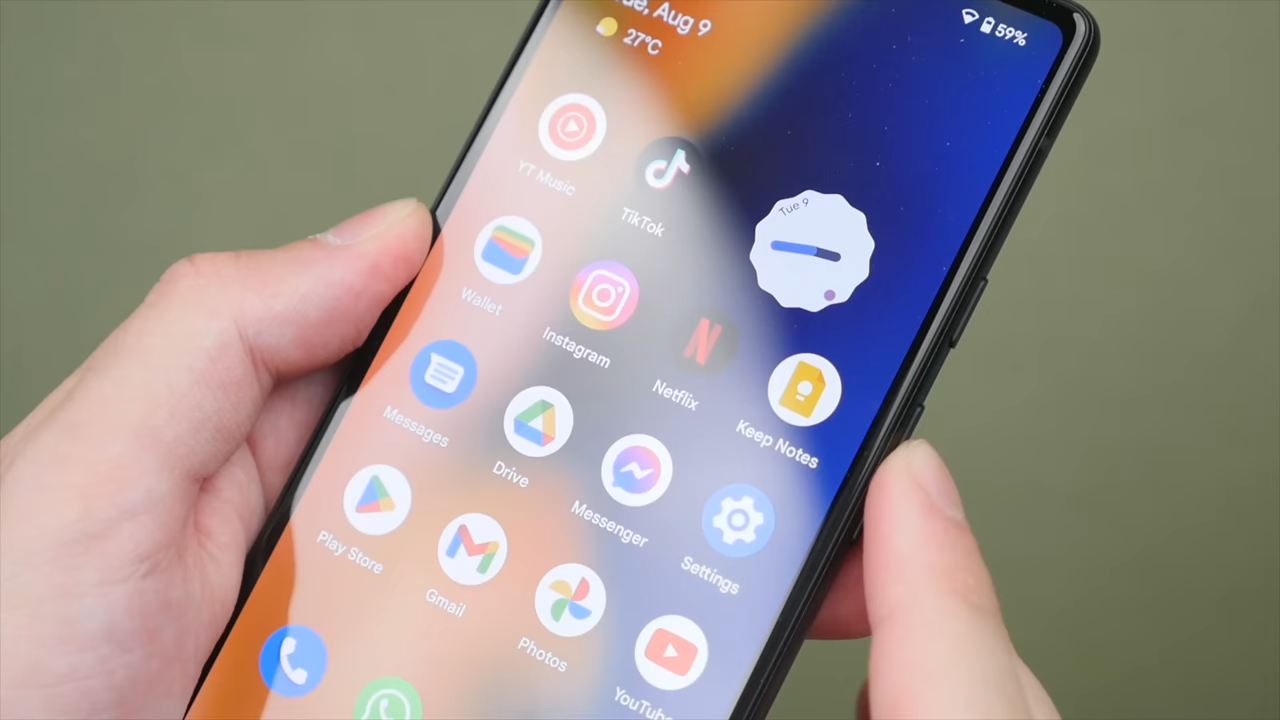 Tue, Aug 9
27°C
59%
YT Music
TikTok
Tue 9
Wallet
Instagram
Netflix
Keep Notes
Messages
Drive
Messenger
Settings
Play Store
Gmail
Photos
YouTube